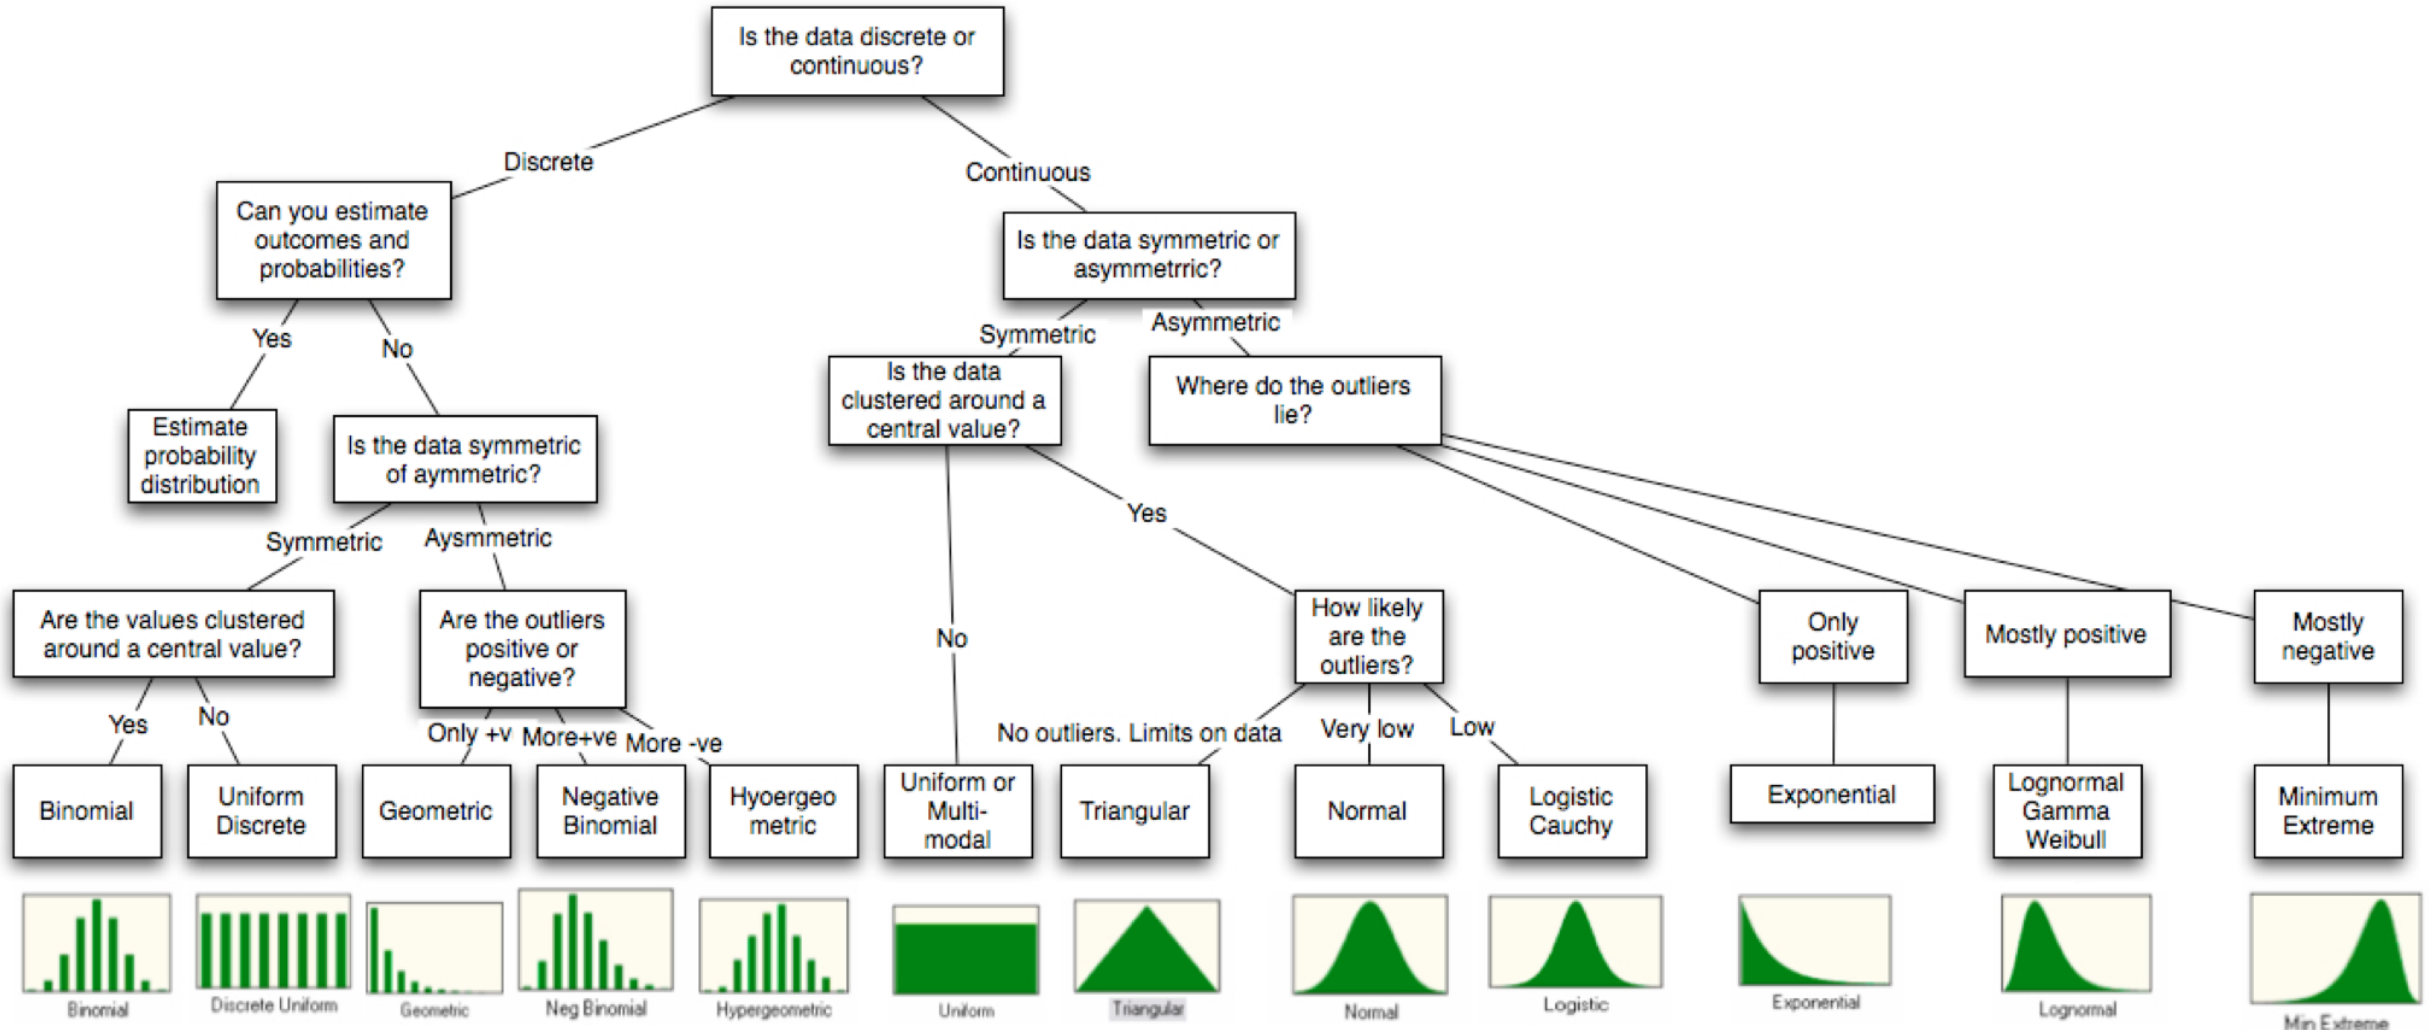 Is the data discrete or
continuous?
Discrete
Continuous
Can you estimate
outcomes and
probabilities?
Is the data symmetric or
asymmetrric?
Yes
No
Symmetric
Asymmetric
Estimate
probability
distribution
Is the data symmetric
of aymmetric?
Is the data
clustered around a
central value?
Where do the outliers
lie?
Symmetric
Aysmmetric
Yes
No
Are the values clustered
around a central value?
Are the outliers
positive or
negative?
How likely
are the
outliers?
Only
positive
Mostly positive
Mostly
negative
Yes
No
Only +v
More+ve
More -ve
No outliers. Limits on data
Very low
Low
Binomial
Uniform
Discrete
Geometric
Negative
Binomial
Hyoergeo
metric
Uniform or
Multi-
modal
Triangular
Normal
Logistic
Cauchy
Exponential
Lognormal
Gamma
Weibull
Minimum
Extreme
Binomial
Discrete Uniform
Geometric
Neg Binomial
Hypergeometric
Uniform
Triangular
Normal
Logistic
Exponential
Lognormal
Min Extreme